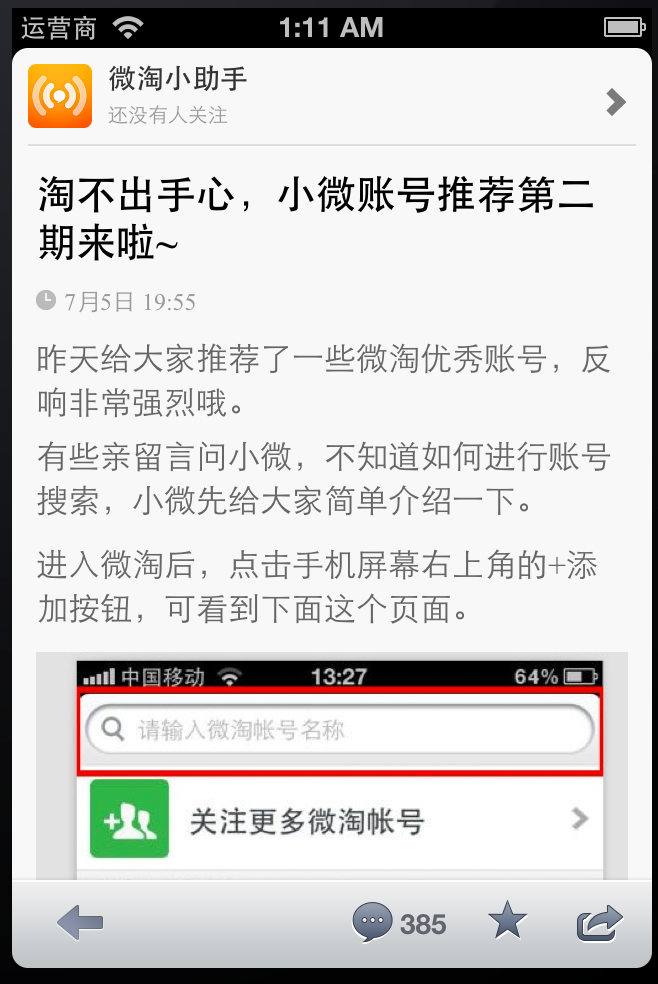 运营商 1:11 AM
微淘小助手
还没有人关注
淘不出手心，小微账号推荐第二
期来啦~
7月5日 19:55
昨天给大家推荐了一些微淘优秀账号，反
响非常强烈哦。
有些亲留言问小微，不知道如何进行账号
搜索，小微先给大家简单介绍一下。
进入微淘后，点击手机屏幕右上角的+添
加按钮，可看到下面这个页面。
中国移动 13:27 64%
请输入微淘帐号名称
关注更多微淘帐号
385